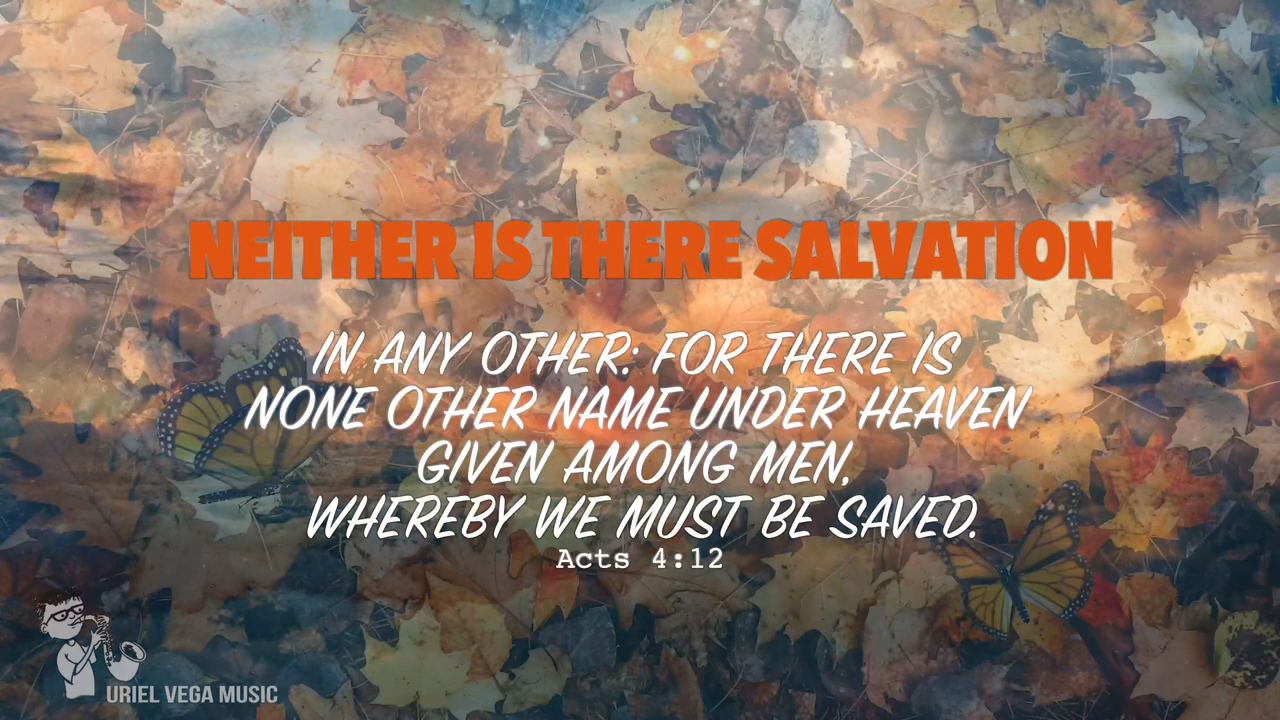 NEITHER IS THERE SALVATION
IN ANY OTHER: FOR THERE IS
NONE OTHER NAME UNDER HEAVEN
GIVEN AMONG MEN,
WHEREBY WE MUST BE SAVED.
Acts 4:12
URIEL VEGA MUSIC